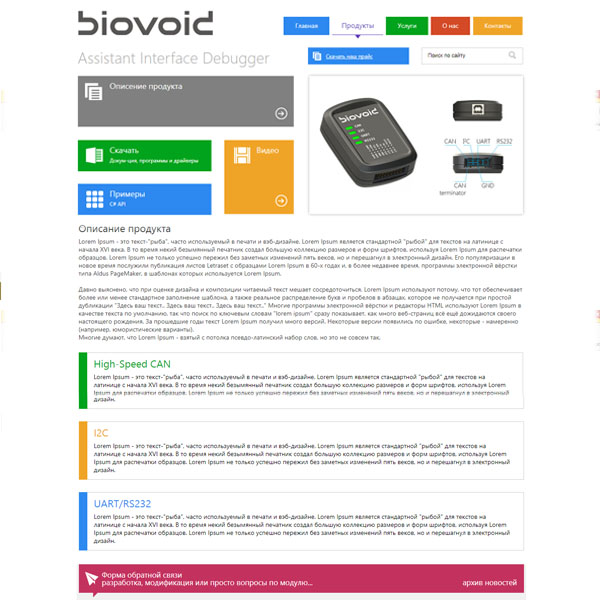 biovoid
Главная
Продукты
Услуги
О нас
Контакты
Assistant Interface Debugger
Скачать наш прайс
Поиск по сайту
Описение продукта
Скачать
Докум-ция, программы и драйверы
Видео
Примеры
C# API
biovoid
CAN
I2C
UART
RS232
CAN PC UART RS232
CAN GND
terminator
Описание продукта
Lorem Ipsum - это текст-"рыба", часто используемый в печати и вэб-дизайне. Lorem Ipsum является стандартной "рыбой" для текстов на латинице с
начала XVI века. В то время некий безымянный печатник создал большую коллекцию размеров и форм шрифтов, используя Lorem Ipsum для распечатки
образцов. Lorem Ipsum не только успешно пережил без заметных изменений пять веков, но и перешагнул в электронный дизайн. Его популяризации в
новое время послужили публикация листов Letraset с образцами Lorem Ipsum в 60-х годах и, в более недавнее время, программы электронной вёрстки
типа Aldus PageMaker, в шаблонах которых используется Lorem Ipsum.
Давно выяснено, что при оценке дизайна и композиции читаемый текст мешает сосредоточиться. Lorem Ipsum используют потому, что тот обеспечивает
более или менее стандартное заполнение шаблона, а также реальное распределение букв и пробелов в абзацах, которое не получается при простой
дубликации "Здесь ваш текст.. Здесь ваш текст.. Здесь ваш текст.." Многие программы электронной вёрстки и редакторы HTML используют Lorem Ipsum в
качестве текста по умолчанию, так что поиск по ключевым словам "lorem ipsum" сразу показывает, как много веб-страниц всё ещё дожидаются своего
настоящего рождения. За прошедшие годы текст Lorem Ipsum получил много версий. Некоторые версии появились по ошибке, некоторые - намеренно
(например, юмористические варианты).
Многие думают, что Lorem Ipsum - взятый с потолка псевдо-латинский набор слов, но это не совсем так.
High-Speed CAN
Lorem Ipsum - это текст-"рыба", часто используемый в печати и вэб-дизайне. Lorem Ipsum является стандартной "рыбой" для текстов на
латинице с начала XVI века. В то время некий безымянный печатник создал большую коллекцию размеров и форм шрифтов, используя Lorem
Ipsum для распечатки образцов. Lorem Ipsum не только успешно пережил без заметных изменений пять веков, но и перешагнул в электронный
дизайн.
I2C
Lorem Ipsum - это текст-"рыба", часто используемый в печати и вэб-дизайне. Lorem Ipsum является стандартной "рыбой" для текстов на
латинице с начала XVI века. В то время некий безымянный печатник создал большую коллекцию размеров и форм шрифтов, используя Lorem
Ipsum для распечатки образцов. Lorem Ipsum не только успешно пережил без заметных изменений пять веков, но и перешагнул в электронный
дизайн.
UART/RS232
Lorem Ipsum - это текст-"рыба", часто используемый в печати и вэб-дизайне. Lorem Ipsum является стандартной "рыбой" для текстов на
латинице с начала XVI века. В то время некий безымянный печатник создал большую коллекцию размеров и форм шрифтов, используя Lorem
Ipsum для распечатки образцов. Lorem Ipsum не только успешно пережил без заметных изменений пять веков, но и перешагнул в электронный
дизайн.
Форма обратной связи
разработка, модификация или просто вопросы по модулю...
архив новостей